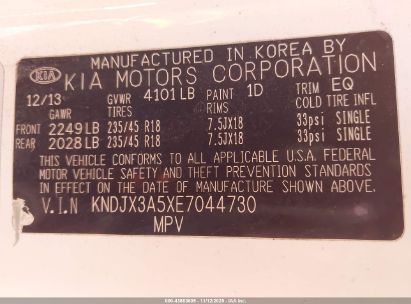 MANUFACTURED IN KOREA BY
KIA KIA MOTORS CORPORATION
12/13 GVWR 4101LB PAINT 1D TRIM EQ
GAWR TIRES RIMS COLD TIRE INFL
FRONT 2249LB 235/45 R18 7.5JX18 33psi SINGLE
REAR 2028LB 235/45 R18 7.5JX18 33psi SINGLE
THIS VEHICLE CONFORMS TO ALL APPLICABLE U.S.A. FEDERAL
MOTOR VEHICLE SAFETY AND THEFT PREVENTION STANDARDS
IN EFFECT ON THE DATE OF MANUFACTURE SHOWN ABOVE.
V.I.N KNDJX3A5XE7044730
MPV